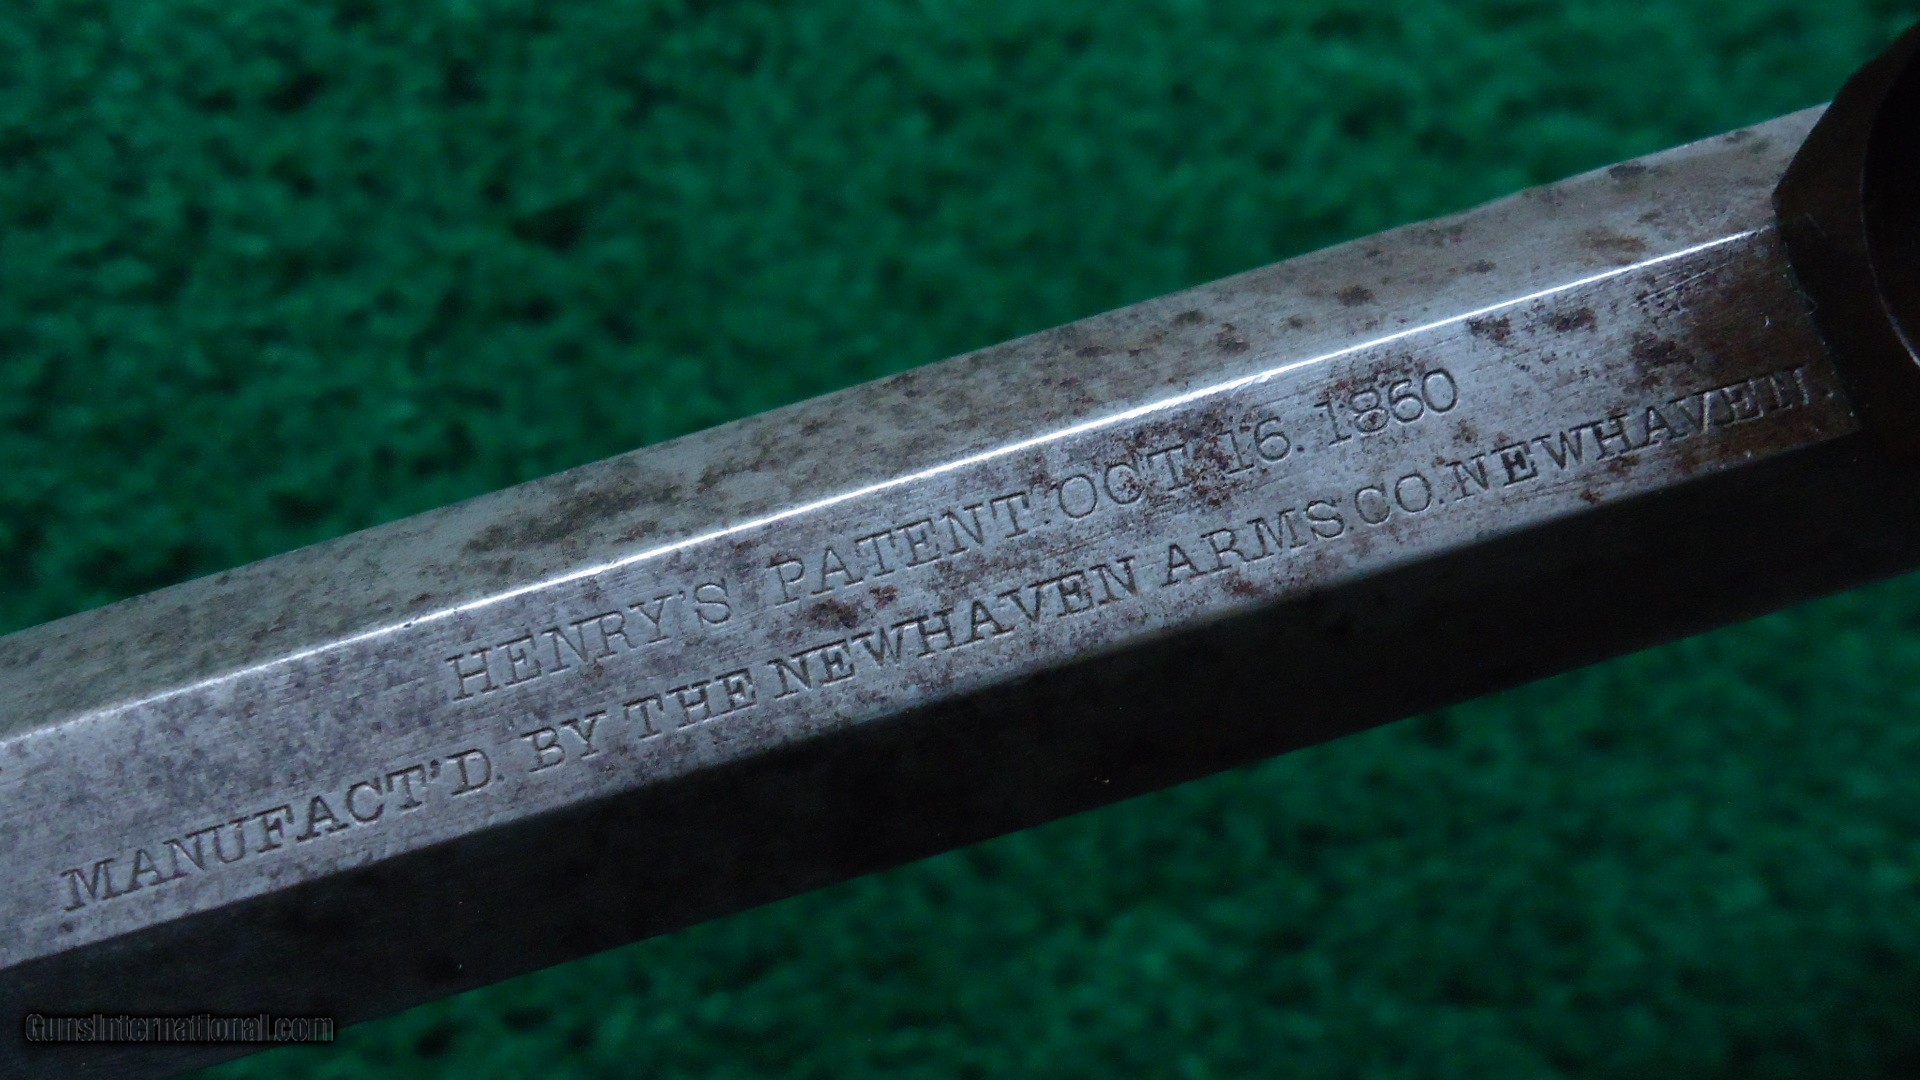 HENRY'S PATENT. OCT. 16. 1860
MANUFACT'D. BY THE NEWHAVEN ARMS CO. NEWHAVEN.
GunsInternational.com